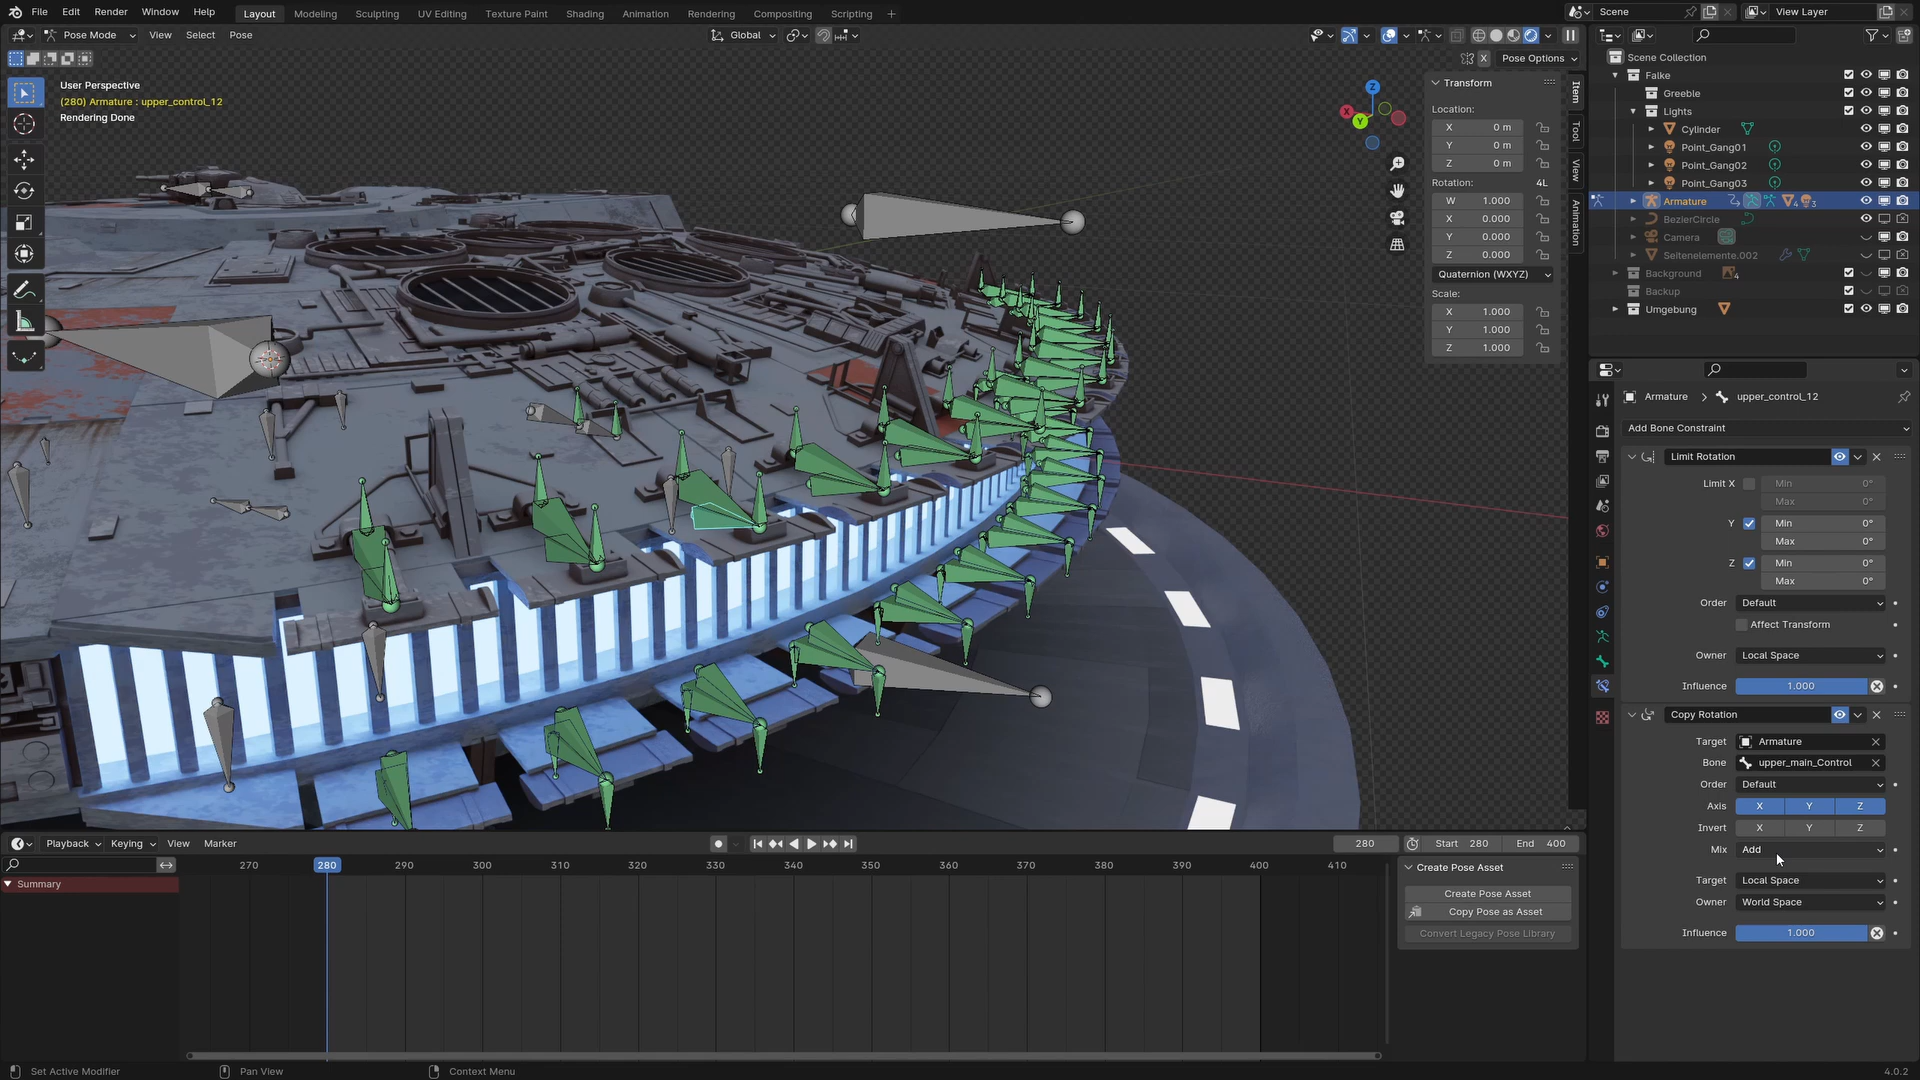 File Edit Render Window Help Layout Modeling Sculpting UV Editing Texture Paint Shading Animation Rendering Compositing Scripting + Scene View Layer
Pose Mode View Select Pose Global
X Pose Options
User Perspective
(280) Armature : upper_control_12
Rendering Done
Z
X
Y
Transform
Location:
X 0 m
Y 0 m
Z 0 m
Rotation: 4L
W 1.000
X 0.000
Y 0.000
Z 0.000
Quaternion (WXYZ)
Scale:
X 1.000
Y 1.000
Z 1.000
Item
Tool
View
Animation
Scene Collection
Falke
Greeble
Lights
Cylinder
Point_Gang01
Point_Gang02
Point_Gang03
Armature 4 3
BezierCircle
Camera
Seitenelemente.002
Background 4
Backup
Umgebung
Armature > upper_control_12
Add Bone Constraint
Limit Rotation
Limit X Min 0°
Max 0°
Y Min 0°
Max 0°
Z Min 0°
Max 0°
Order Default
Affect Transform
Owner Local Space
Influence 1.000
Copy Rotation
Target Armature
Bone upper_main_Control
Order Default
Axis X Y Z
Invert X Y Z
Mix Add
Target Local Space
Owner World Space
Influence 1.000
Playback Keying View Marker 280 Start 280 End 400
270 280 290 300 310 320 330 340 350 360 370 380 390 400 410
Summary
Create Pose Asset
Create Pose Asset
Copy Pose as Asset
Convert Legacy Pose Library
Set Active Modifier Pan View Context Menu 4.0.2